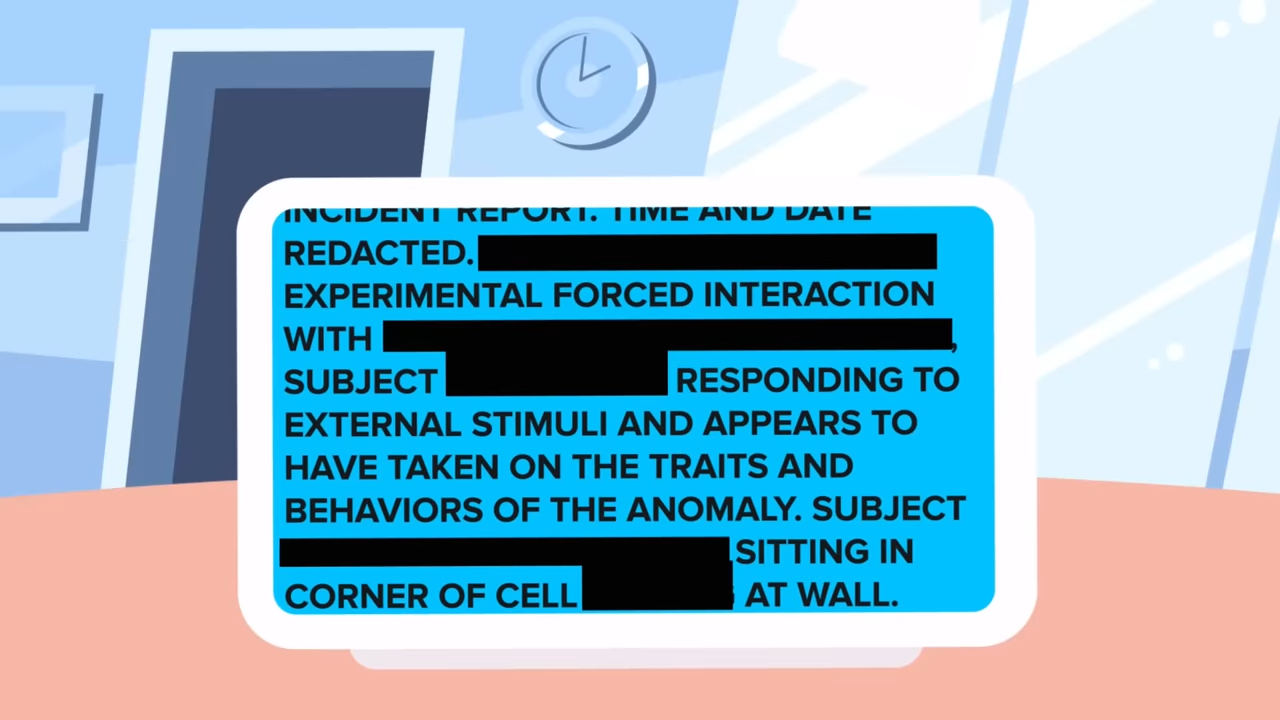 INCIDENT REPORT. TIME AND DATE
REDACTED.
EXPERIMENTAL FORCED INTERACTION
WITH ,
SUBJECT RESPONDING TO
EXTERNAL STIMULI AND APPEARS TO
HAVE TAKEN ON THE TRAITS AND
BEHAVIORS OF THE ANOMALY. SUBJECT
SITTING IN
CORNER OF CELL AT WALL.